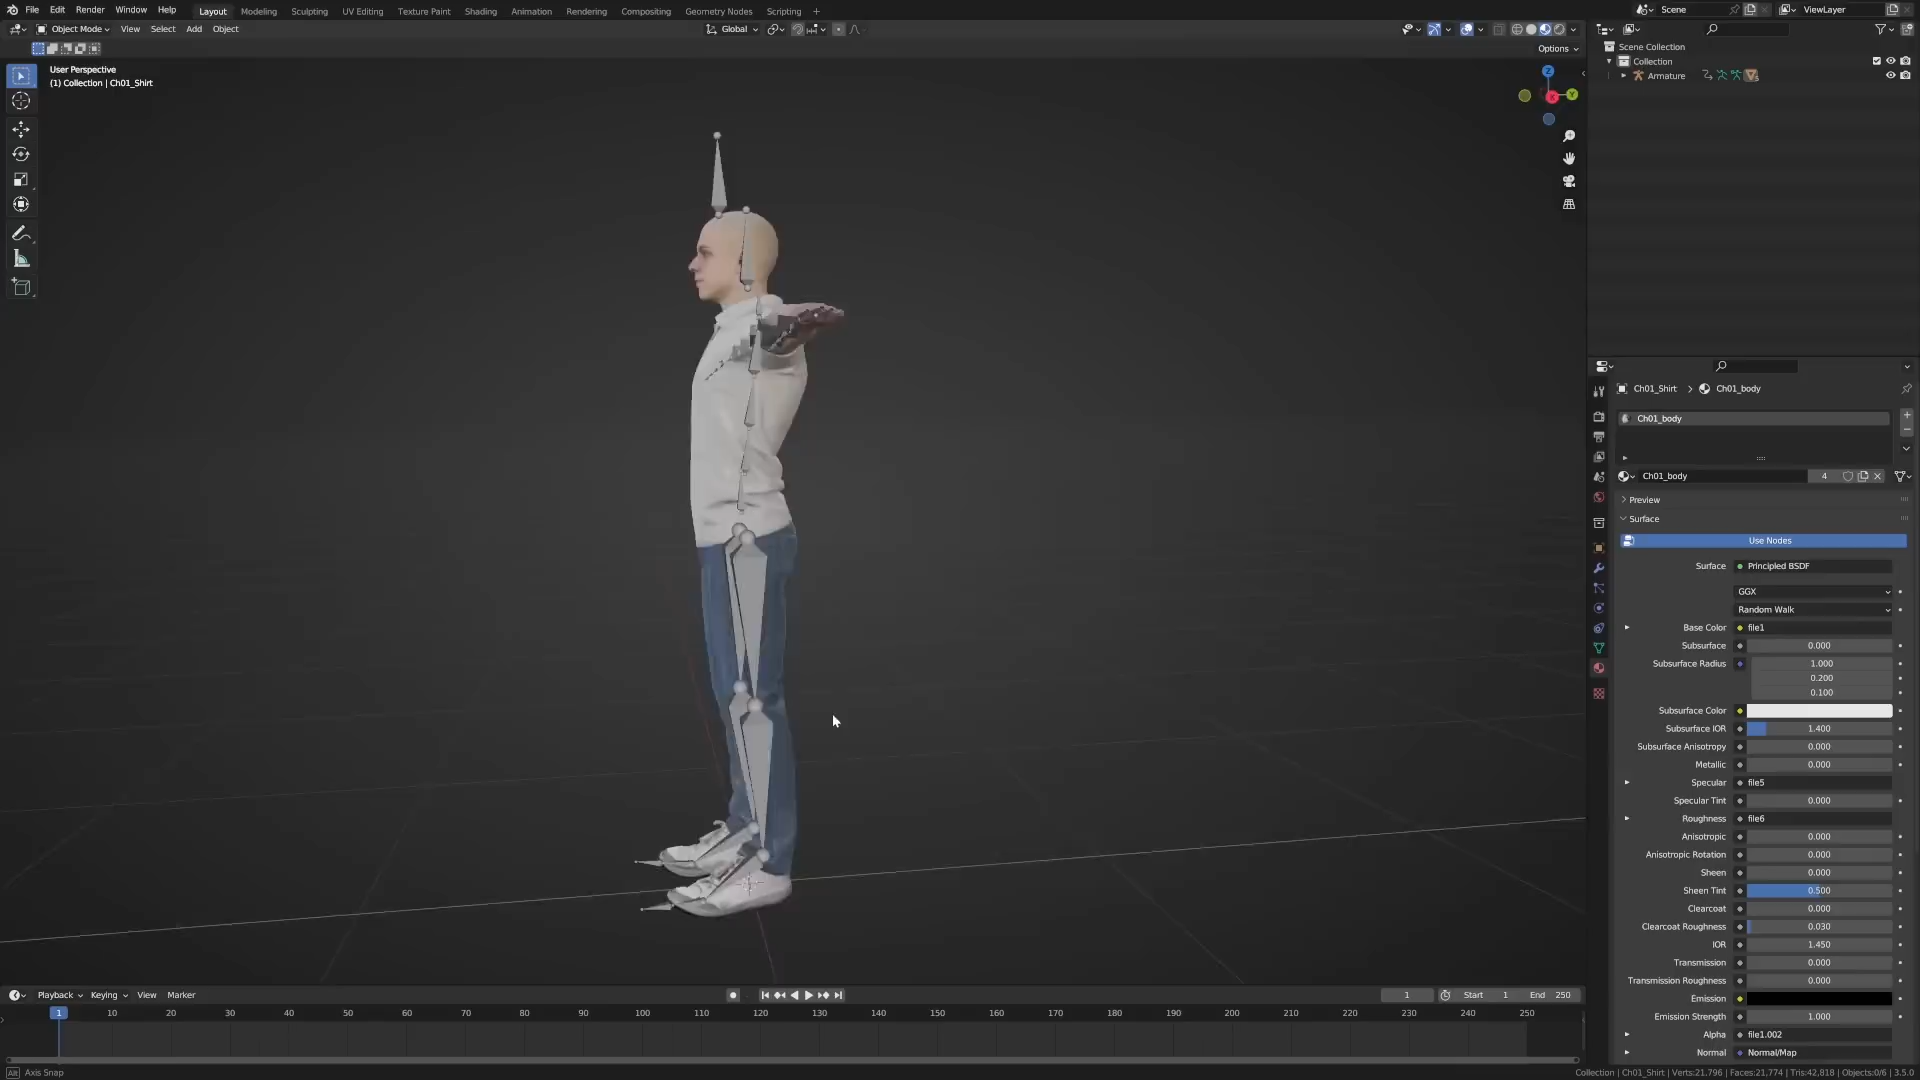 File Edit Render Window Help Layout Modeling Sculpting UV Editing Texture Paint Shading Animation Rendering Compositing Geometry Nodes Scripting +
Scene
ViewLayer
Object Mode View Select Add Object
Global
Options
User Perspective
(1) Collection | Ch01_Shirt
Z
X
Y
Scene Collection
Collection
Armature
5
Ch01_Shirt > Ch01_body
Ch01_body
Ch01_body 4
Preview
Surface
Use Nodes
Surface Principled BSDF
GGX
Random Walk
Base Color file1
Subsurface 0.000
Subsurface Radius 1.000
0.200
0.100
Subsurface Color
Subsurface IOR 1.400
Subsurface Anisotropy 0.000
Metallic 0.000
Specular file5
Specular Tint 0.000
Roughness file6
Anisotropic 0.000
Anisotropic Rotation 0.000
Sheen 0.000
Sheen Tint 0.500
Clearcoat 0.000
Clearcoat Roughness 0.030
IOR 1.450
Transmission 0.000
Transmission Roughness 0.000
Emission
Emission Strength 1.000
Alpha file1.002
Normal Normal/Map
Playback Keying View Marker
1 Start 1 End 250
1 10 20 30 40 50 60 70 80 90 100 110 120 130 140 150 160 170 180 190 200 210 220 230 240 250
Alt Axis Snap
Collection | Ch01_Shirt | Verts:21,796 | Faces:21,774 | Tris:42,818 | Objects:0/6 | 3.5.0